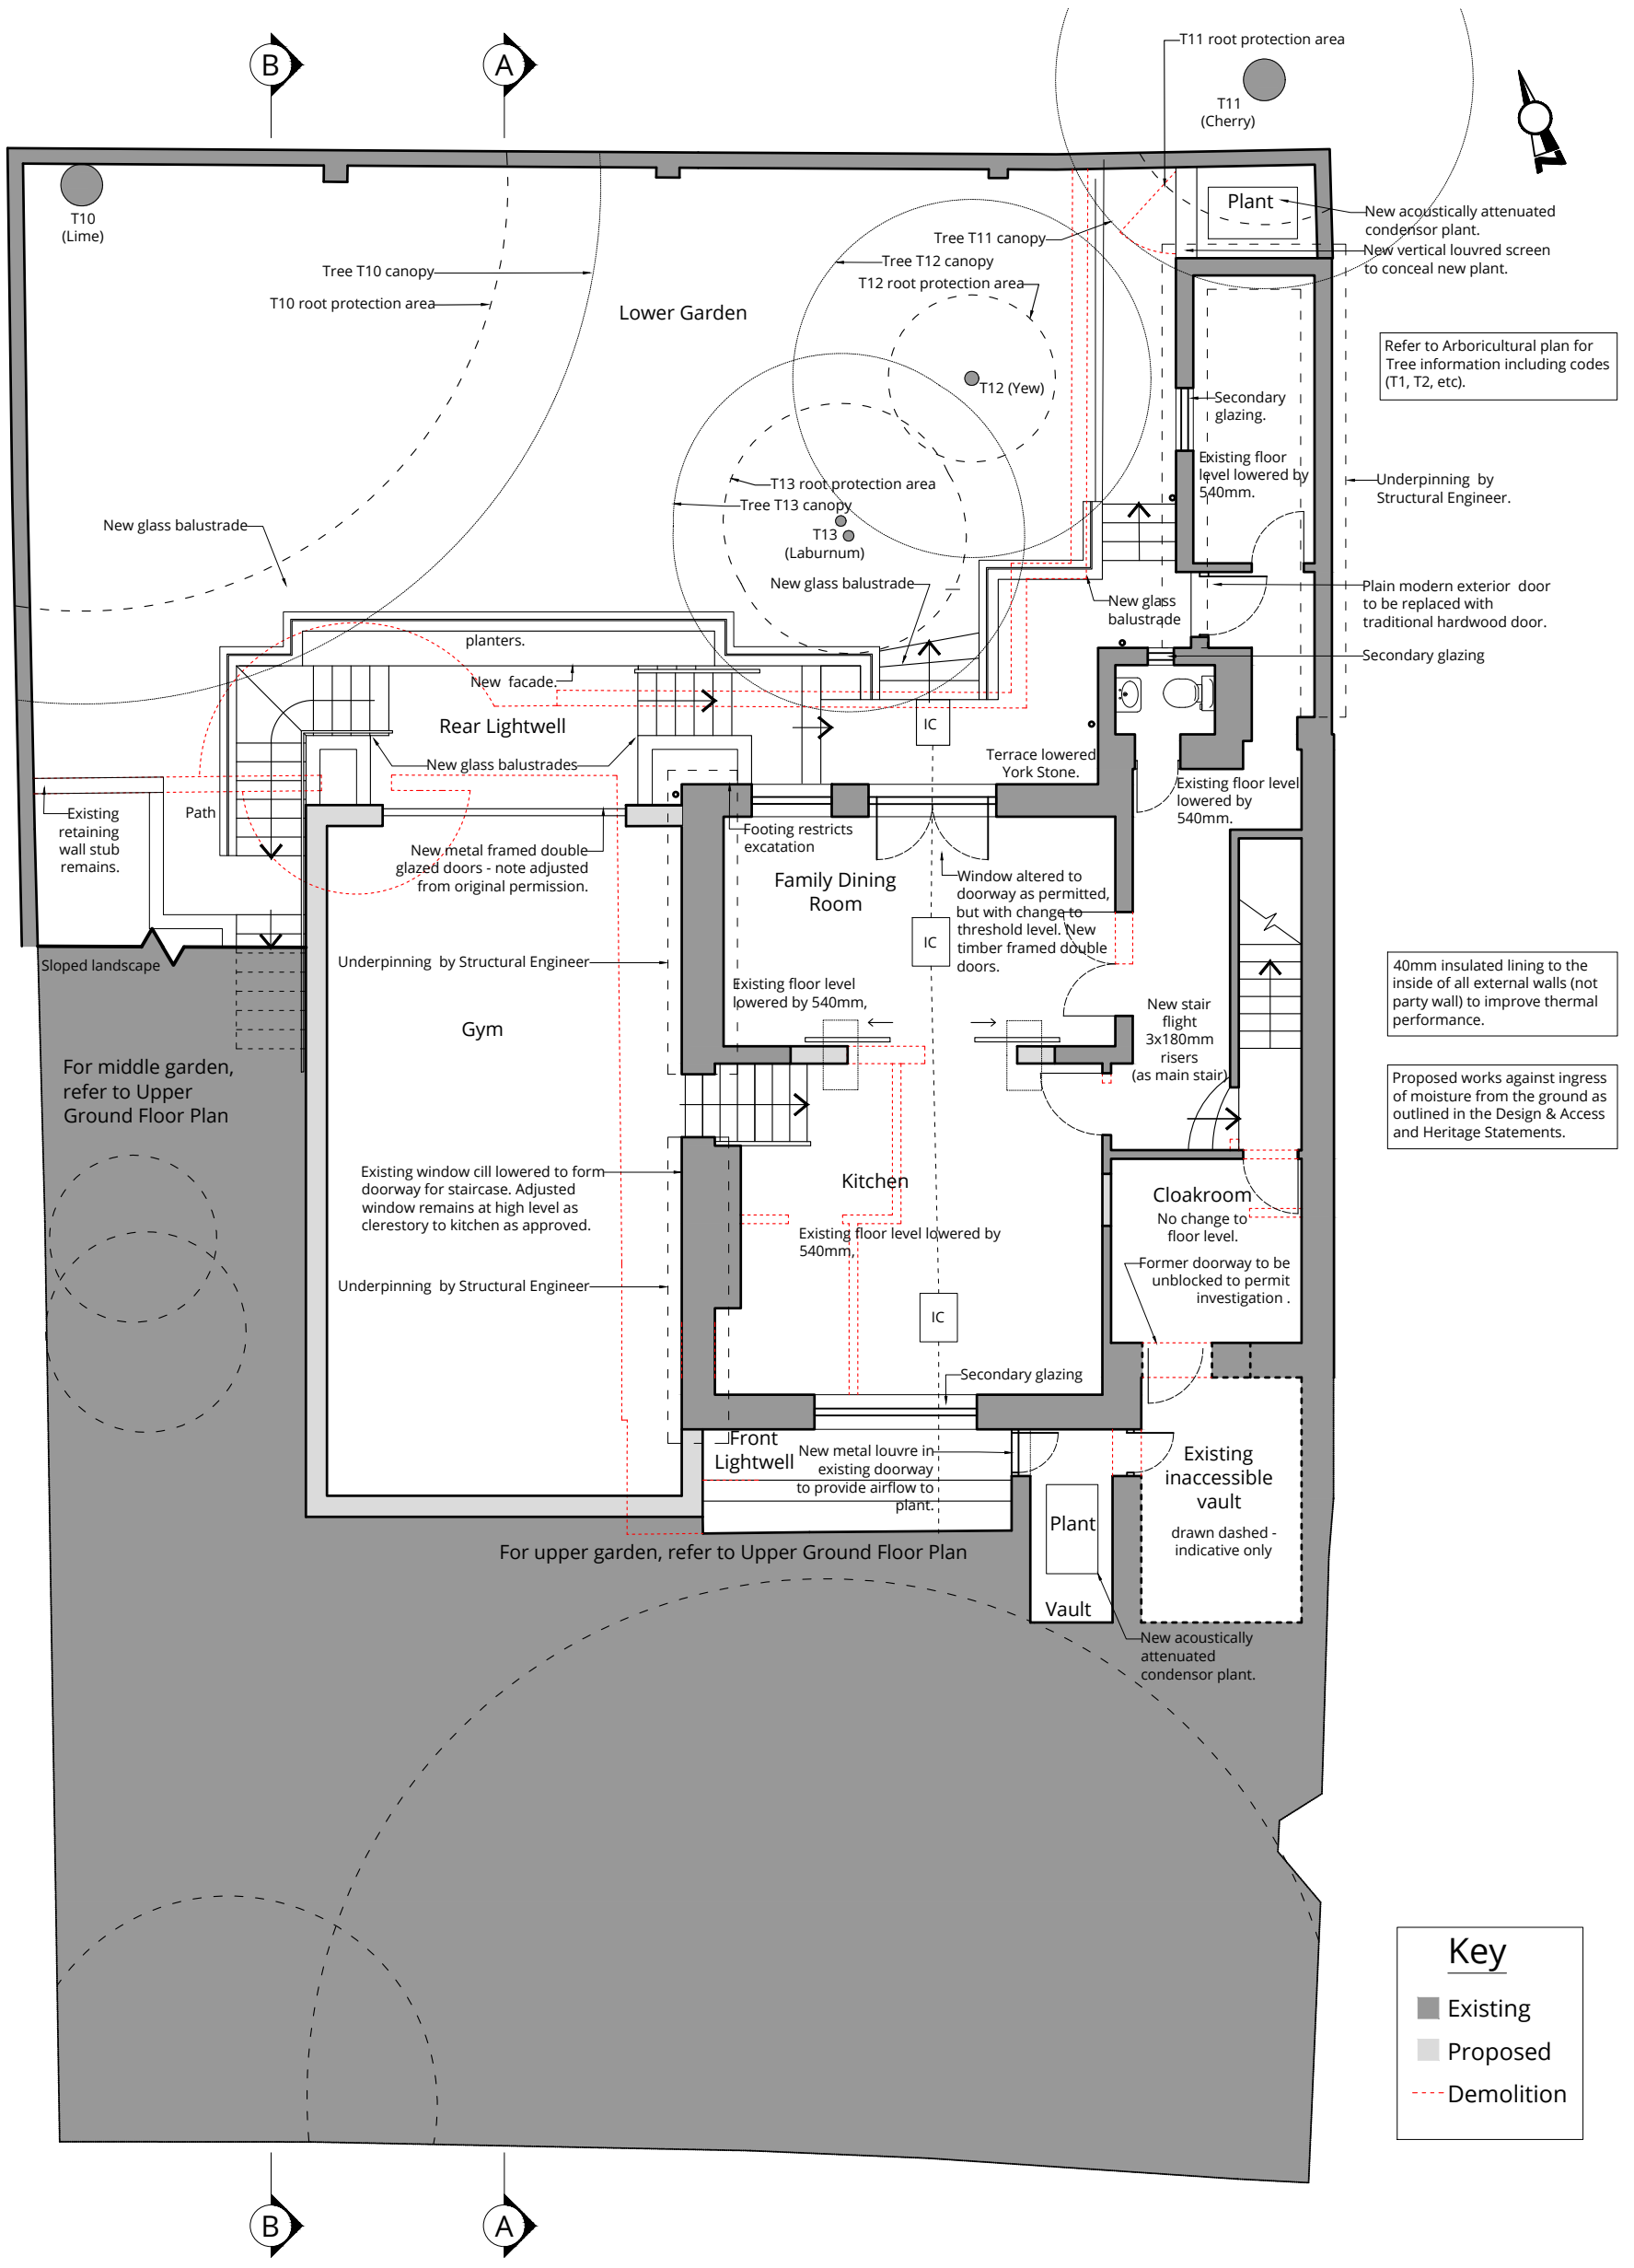 B
A
T11 root protection area
T11
(Cherry)
Z
T10
(Lime)
Plant
New acoustically attenuated
condensor plant.
New vertical louvred screen
to conceal new plant.
Tree T11 canopy
Tree T12 canopy
T12 root protection area
Tree T10 canopy
T10 root protection area
Lower Garden
Refer to Arboricultural plan for
Tree information including codes
(T1, T2, etc).
T12 (Yew)
Secondary
glazing.
Existing floor
level lowered by
540mm.
Underpinning by
Structural Engineer.
T13 root protection area
Tree T13 canopy
T13
(Laburnum)
New glass balustrade
New glass balustrade
New glass
balustrade
Plain modern exterior door
to be replaced with
traditional hardwood door.
Secondary glazing
planters.
New facade.
Rear Lightwell
IC
New glass balustrades
Terrace lowered
York Stone.
Existing floor level
lowered by
540mm.
Existing
retaining
wall stub
remains.
Path
Footing restricts
excatation
New metal framed double
glazed doors - note adjusted
from original permission.
Family Dining
Room
Window altered to
doorway as permitted,
but with change to
threshold level. New
timber framed double
doors.
IC
Sloped landscape
Underpinning by Structural Engineer
Existing floor level
lowered by 540mm,
40mm insulated lining to the
inside of all external walls (not
party wall) to improve thermal
performance.
Gym
New stair
flight
3x180mm
risers
(as main stair)
For middle garden,
refer to Upper
Ground Floor Plan
Proposed works against ingress
of moisture from the ground as
outlined in the Design & Access
and Heritage Statements.
Existing window cill lowered to form
doorway for staircase. Adjusted
window remains at high level as
clerestory to kitchen as approved.
Kitchen
Existing floor level lowered by
540mm,
Cloakroom
No change to
floor level.
Former doorway to be
unblocked to permit
investigation .
Underpinning by Structural Engineer
IC
Secondary glazing
Front
Lightwell
New metal louvre in
existing doorway
to provide airflow to
plant.
Existing
inaccessible
vault
drawn dashed -
indicative only
Plant
For upper garden, refer to Upper Ground Floor Plan
Vault
New acoustically
attenuated
condensor plant.
Key
Existing
Proposed
Demolition
B
A